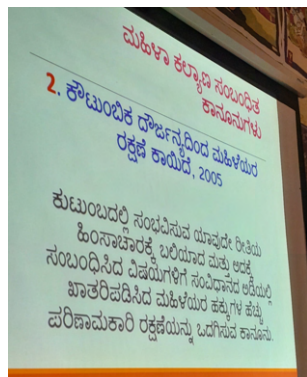 ಮಹಿಳಾ ಕಲ್ಯಾಣ ಸಂಬಂಧಿತ
ಕಾನೂನುಗಳು
2. ಕೌಟುಂಬಿಕ ದೌರ್ಜನ್ಯದಿಂದ ಮಹಿಳೆಯರ
ರಕ್ಷಣೆ ಕಾಯಿದೆ, 2005
ಕುಟುಂಬದಲ್ಲಿ ಸಂಭವಿಸುವ ಯಾವುದೇ ರೀತಿಯ
ಹಿಂಸಾಚಾರಕ್ಕೆ ಬಲಿಯಾದ ಮತ್ತು ಅದಕ್ಕೆ
ಸಂಬಂಧಿಸಿದ ವಿಷಯಗಳಿಗೆ ಸಂವಿಧಾನದ ಅಡಿಯಲ್ಲಿ
ಖಾತರಿಪಡಿಸಿದ ಮಹಿಳೆಯರ ಹಕ್ಕುಗಳ ಹೆಚ್ಚು
ಪರಿಣಾಮಕಾರಿ ರಕ್ಷಣೆಯನ್ನು ಒದಗಿಸುವ ಕಾನೂನು.